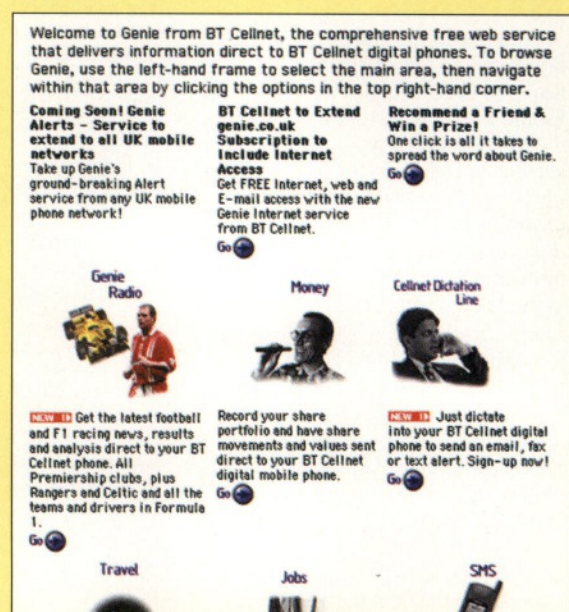 Welcome to Genie from BT Cellnet, the comprehensive free web service
that delivers information direct to BT Cellnet digital phones. To browse
Genie, use the left-hand frame to select the main area, then navigate
within that area by clicking the options in the top right-hand corner.
Coming Soon! Genie
Alerts - Service to
extend to all UK mobile
networks
Take up Genie's
ground-breaking Alert
service from any UK mobile
phone network!
BT Cellnet to Extend
genie.co.uk
Subscription to
Include Internet
Access
Get FREE Internet, web and
E-mail access with the new
Genie Internet service
from BT Cellnet.
Go
Recommend a Friend &
Win a Prize!
One click is all it takes to
spread the word about Genie.
Go
Genie
Radio
NEW Get the latest football
and F1 racing news, results
and analysis direct to your BT
Cellnet phone. All
Premiership clubs, plus
Rangers and Celtic and all the
teams and drivers in Formula
1.
Go
Money
Record your share
portfolio and have share
movements and values sent
direct to your BT Cellnet
digital mobile phone.
Go
Cellnet Dictation
Line
NEW Just dictate
into your BT Cellnet digital
phone to send an email, fax
or text alert. Sign-up now!
Go
Travel
Jobs
SMS